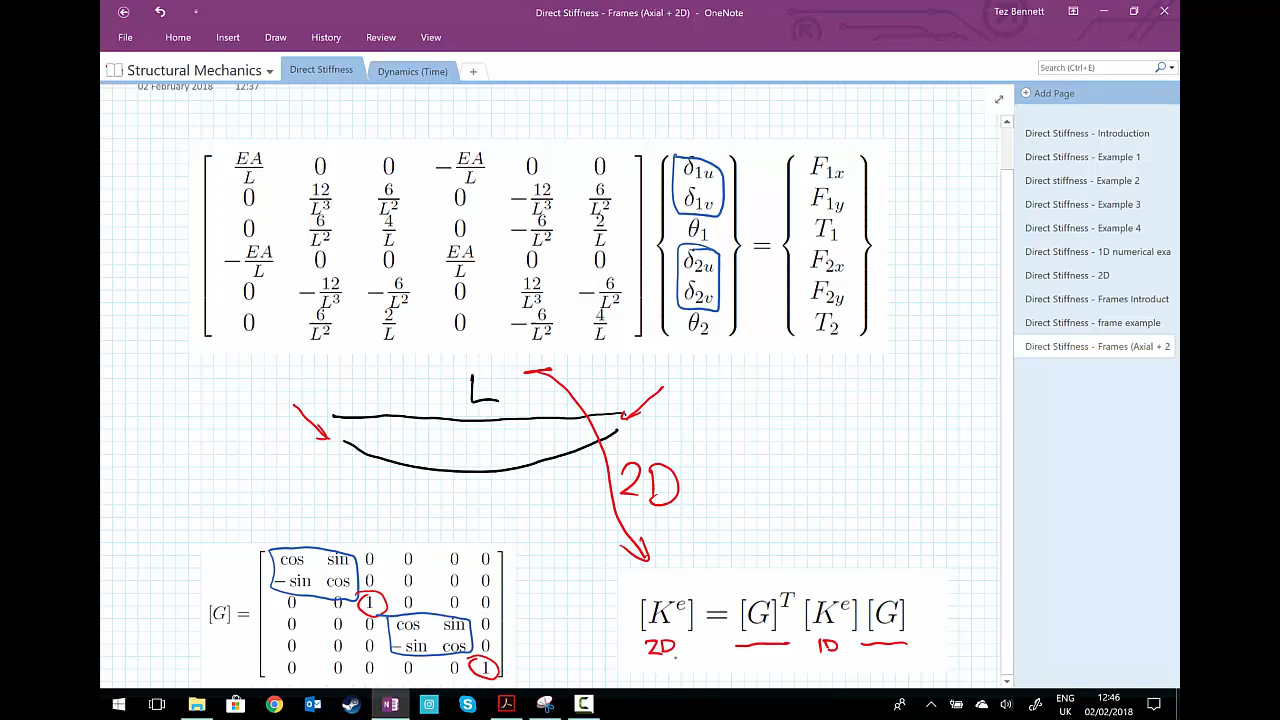 Direct Stiffness - Frames (Axial + 2D) - OneNote
Tez Bennett
File Home Insert Draw History Review View
Structural Mechanics
Direct Stiffness
Dynamics (Time)
+
Search (Ctrl+E)
02 February 2018 12:37
Add Page
Direct Stiffness - Introduction
Direct Stiffness - Example 1
Direct stiffness - Example 2
Direct Stiffness - Example 3
Direct Stiffness - Example 4
Direct Stiffness - 1D numerical exa
Direct Stiffness - 2D
Direct Stiffness - Frames Introduct
Direct Stiffness - frame example
Direct Stiffness - Frames (Axial + 2
[ EA/L 0 0 -EA/L 0 0 ] { δ1u } = { F1x }
0 12/L³ 6/L² 0 -12/L³ 6/L² δ1v F1y
0 6/L² 4/L 0 -6/L² 2/L θ1 T1
-EA/L 0 0 EA/L 0 0 δ2u F2x
0 -12/L³ -6/L² 0 12/L³ -6/L² δ2v F2y
0 6/L² 2/L 0 -6/L² 4/L θ2 T2
L
2D
cos sin 0 0 0 0
-sin cos 0 0 0 0
[G] = 0 0 1 0 0 0
0 0 0 cos sin 0
0 0 0 -sin cos 0
0 0 0 0 0 1
[Kᵉ] = [G]ᵀ [Kᵉ] [G]
2D 1D
ENG
UK
12:46
02/02/2018